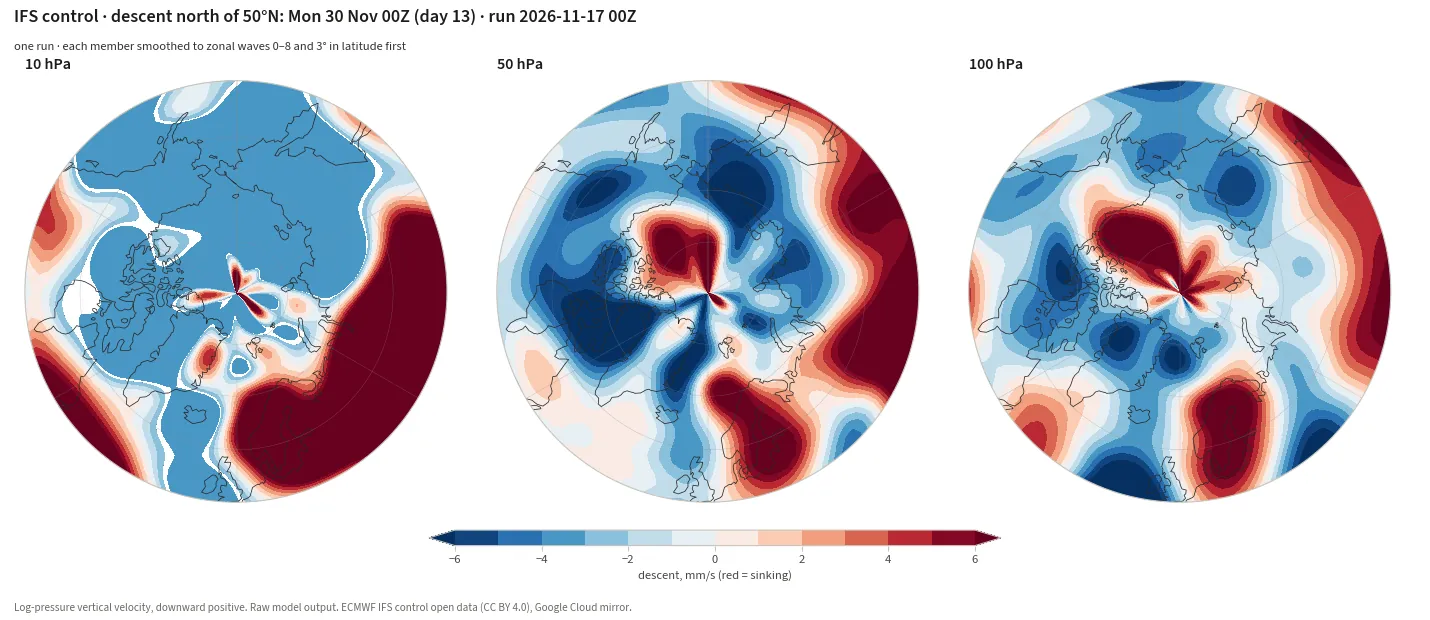 IFS control · descent north of 50°N: Mon 30 Nov 00Z (day 13) · run 2026-11-17 00Z
one run · each member smoothed to zonal waves 0–8 and 3° in latitude first
10 hPa
50 hPa
100 hPa
−6 −4 −2 0 2 4 6
descent, mm/s (red = sinking)
Log-pressure vertical velocity, downward positive. Raw model output. ECMWF IFS control open data (CC BY 4.0), Google Cloud mirror.